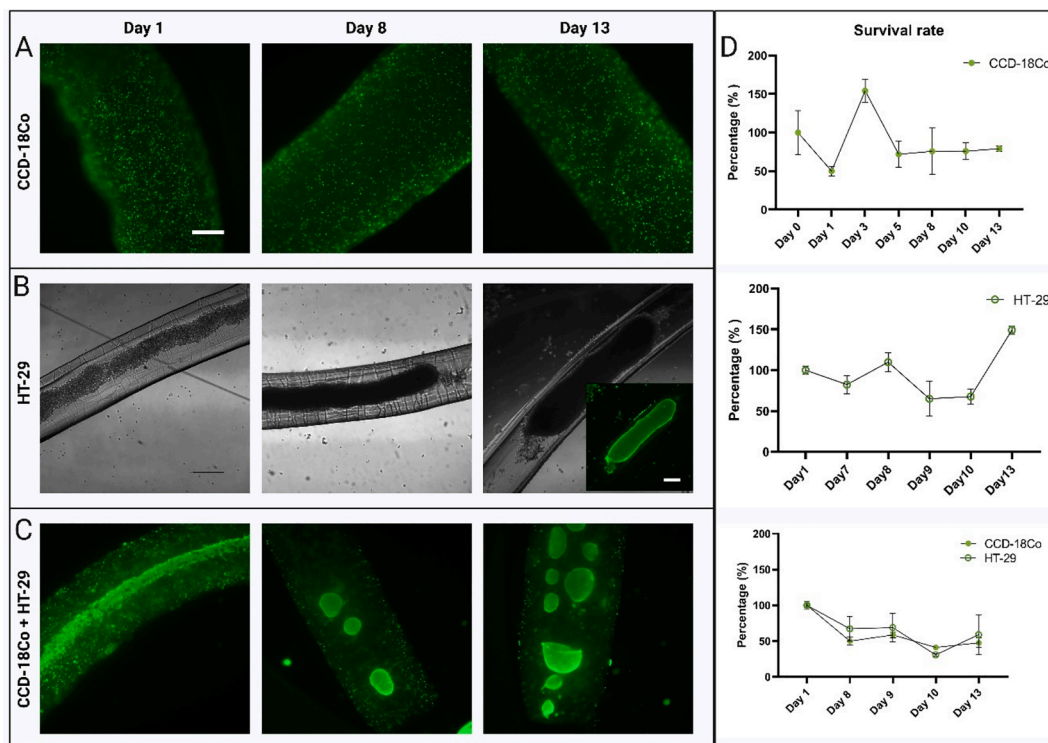 Day 1
Day 8
Day 13
A
CCD-18Co
B
HT-29
C
CCD-18Co + HT-29
D
Survival rate
CCD-18Co
Percentage (%)
200
150
100
50
0
Day 0
Day 1
Day 3
Day 5
Day 8
Day 10
Day 13
HT-29
Percentage (%)
200
150
100
50
0
Day1
Day7
Day8
Day9
Day10
Day13
CCD-18Co
HT-29
Percentage (%)
200
150
100
50
0
Day 1
Day 8
Day 9
Day 10
Day 13